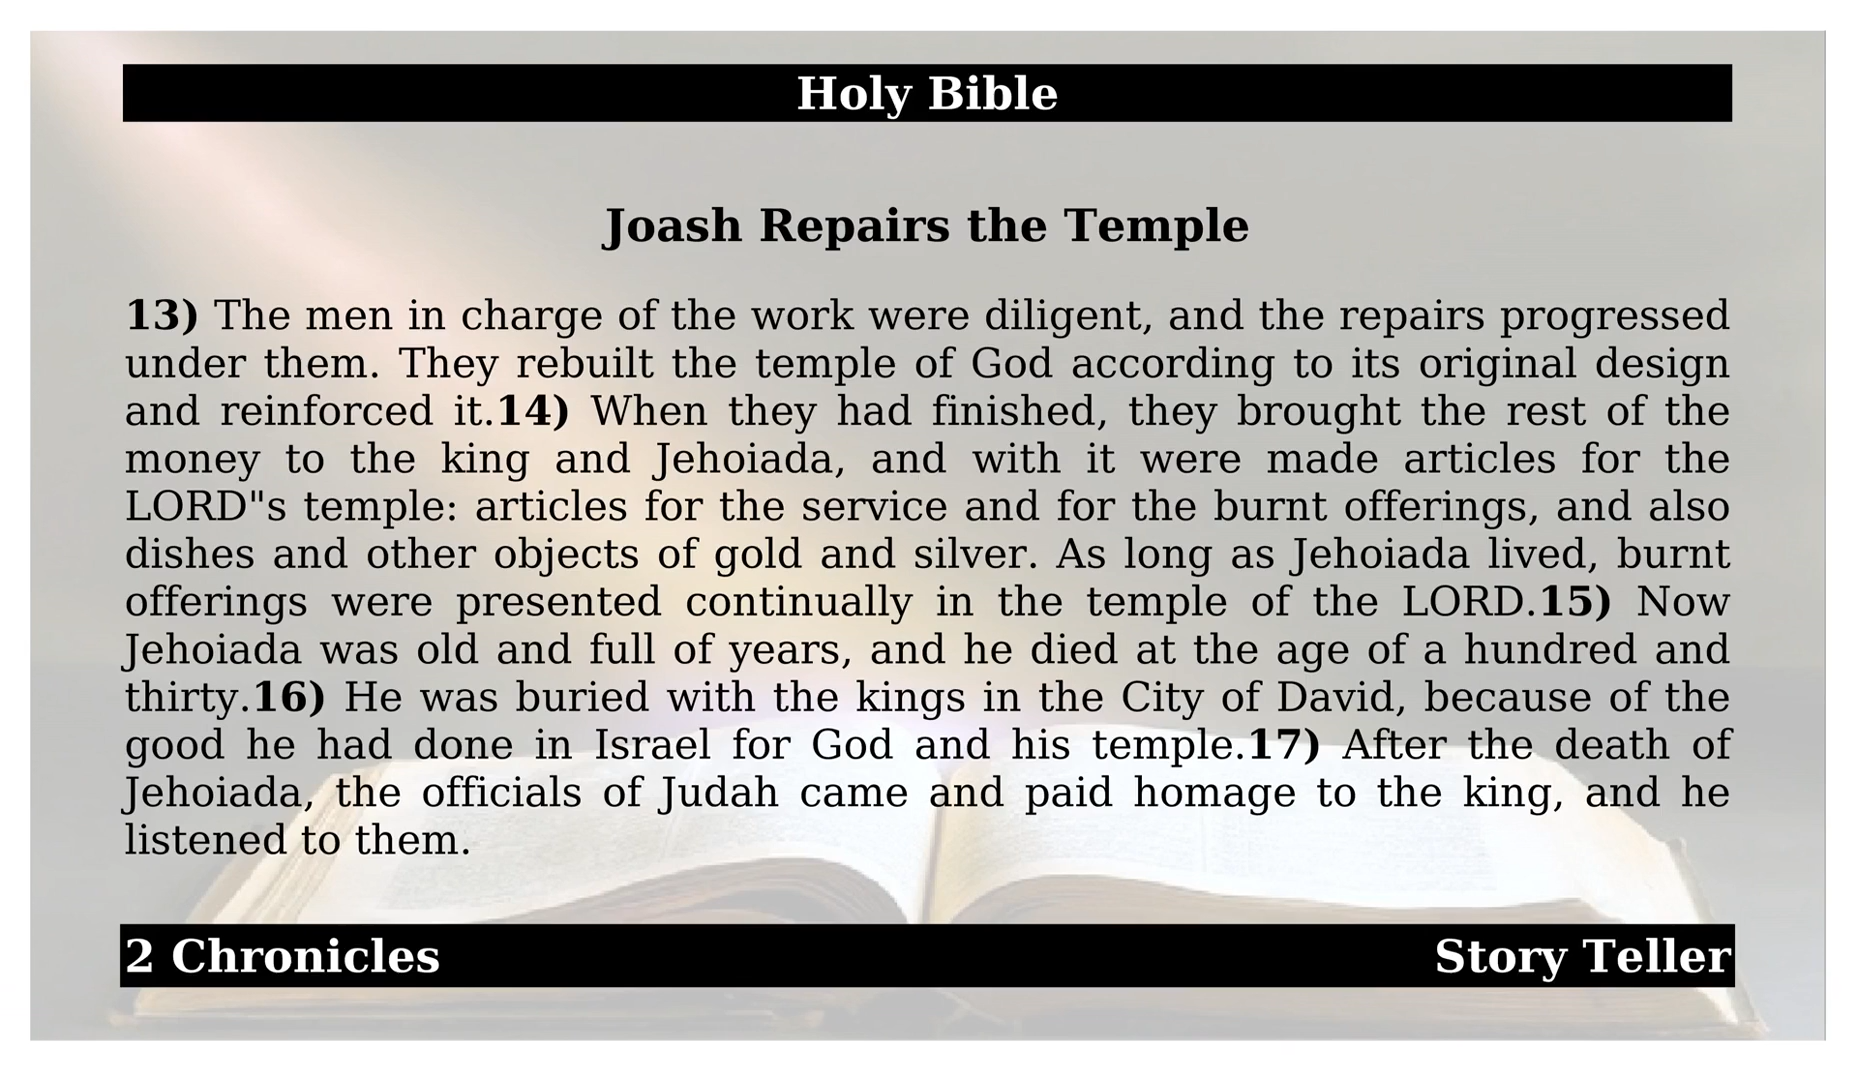 Holy Bible
Joash Repairs the Temple
13) The men in charge of the work were diligent, and the repairs progressed
under them. They rebuilt the temple of God according to its original design
and reinforced it.14) When they had finished, they brought the rest of the
money to the king and Jehoiada, and with it were made articles for the
LORD"s temple: articles for the service and for the burnt offerings, and also
dishes and other objects of gold and silver. As long as Jehoiada lived, burnt
offerings were presented continually in the temple of the LORD.15) Now
Jehoiada was old and full of years, and he died at the age of a hundred and
thirty.16) He was buried with the kings in the City of David, because of the
good he had done in Israel for God and his temple.17) After the death of
Jehoiada, the officials of Judah came and paid homage to the king, and he
listened to them.
2 Chronicles Story Teller